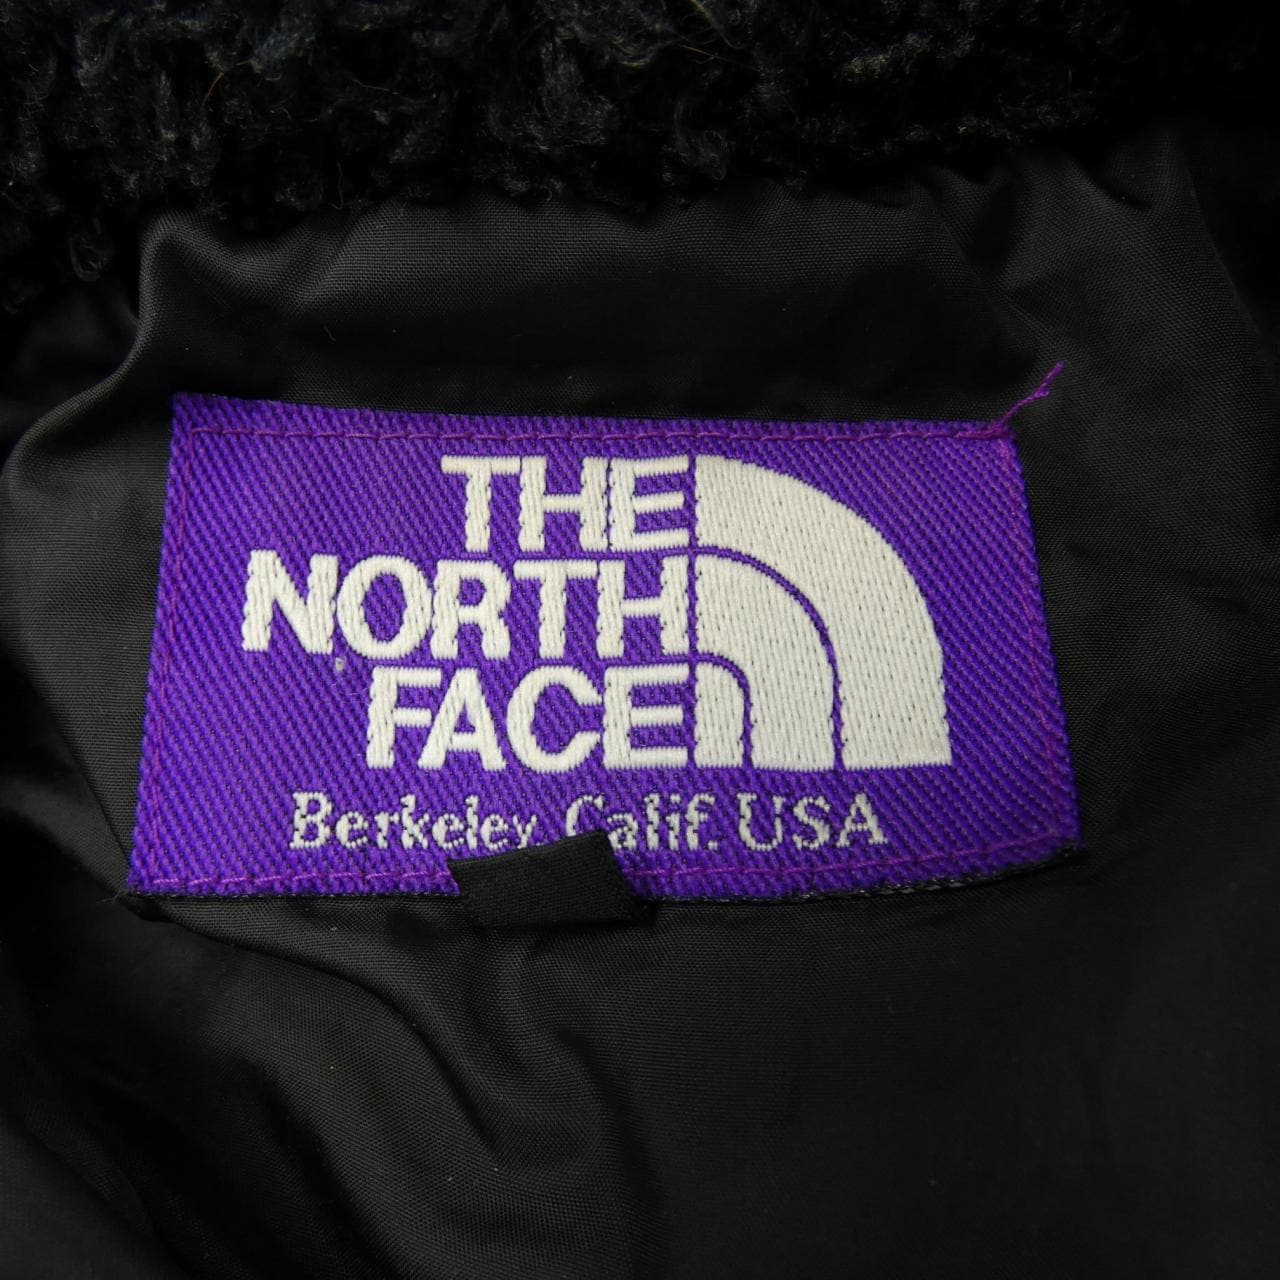 THE
NORTH
FACE
Berkeley, Calif. USA